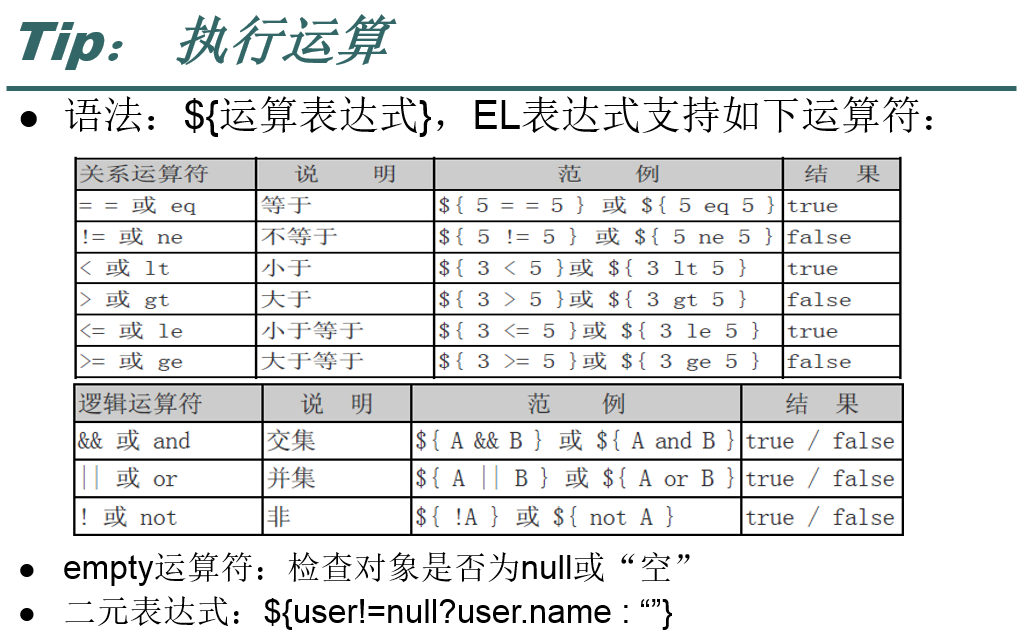 Tip： 执行运算
● 语法：${运算表达式}，EL表达式支持如下运算符：
关系运算符 说 明 范 例 结 果
= = 或 eq 等于 ${ 5 = = 5 } 或 ${ 5 eq 5 } true
!= 或 ne 不等于 ${ 5 != 5 } 或 ${ 5 ne 5 } false
< 或 lt 小于 ${ 3 < 5 }或 ${ 3 lt 5 } true
> 或 gt 大于 ${ 3 > 5 }或 ${ 3 gt 5 } false
<= 或 le 小于等于 ${ 3 <= 5 }或 ${ 3 le 5 } true
>= 或 ge 大于等于 ${ 3 >= 5 }或 ${ 3 ge 5 } false
逻辑运算符 说 明 范 例 结 果
&& 或 and 交集 ${ A && B } 或 ${ A and B } true / false
|| 或 or 并集 ${ A || B } 或 ${ A or B } true / false
! 或 not 非 ${ !A } 或 ${ not A } true / false
● empty运算符：检查对象是否为null或“空”
● 二元表达式：${user!=null?user.name : “”}